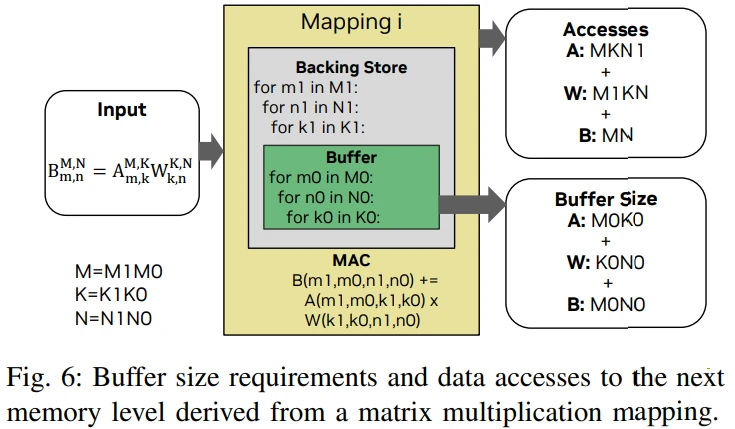 Input
B^{M,N}_{m,n} = A^{M,K}_{m,k}W^{K,N}_{k,n}
M=M1M0
K=K1K0
N=N1N0
Mapping i
Backing Store
for m1 in M1:
for n1 in N1:
for k1 in K1:
Buffer
for m0 in M0:
for n0 in N0:
for k0 in K0:
MAC
B(m1,m0,n1,n0) +=
A(m1,m0,k1,k0) x
W(k1,k0,n1,n0)
Accesses
A: MKN1
+
W: M1KN
+
B: MN
Buffer Size
A: M0K0
+
W: K0N0
+
B: M0N0
Fig. 6: Buffer size requirements and data accesses to the next
memory level derived from a matrix multiplication mapping.